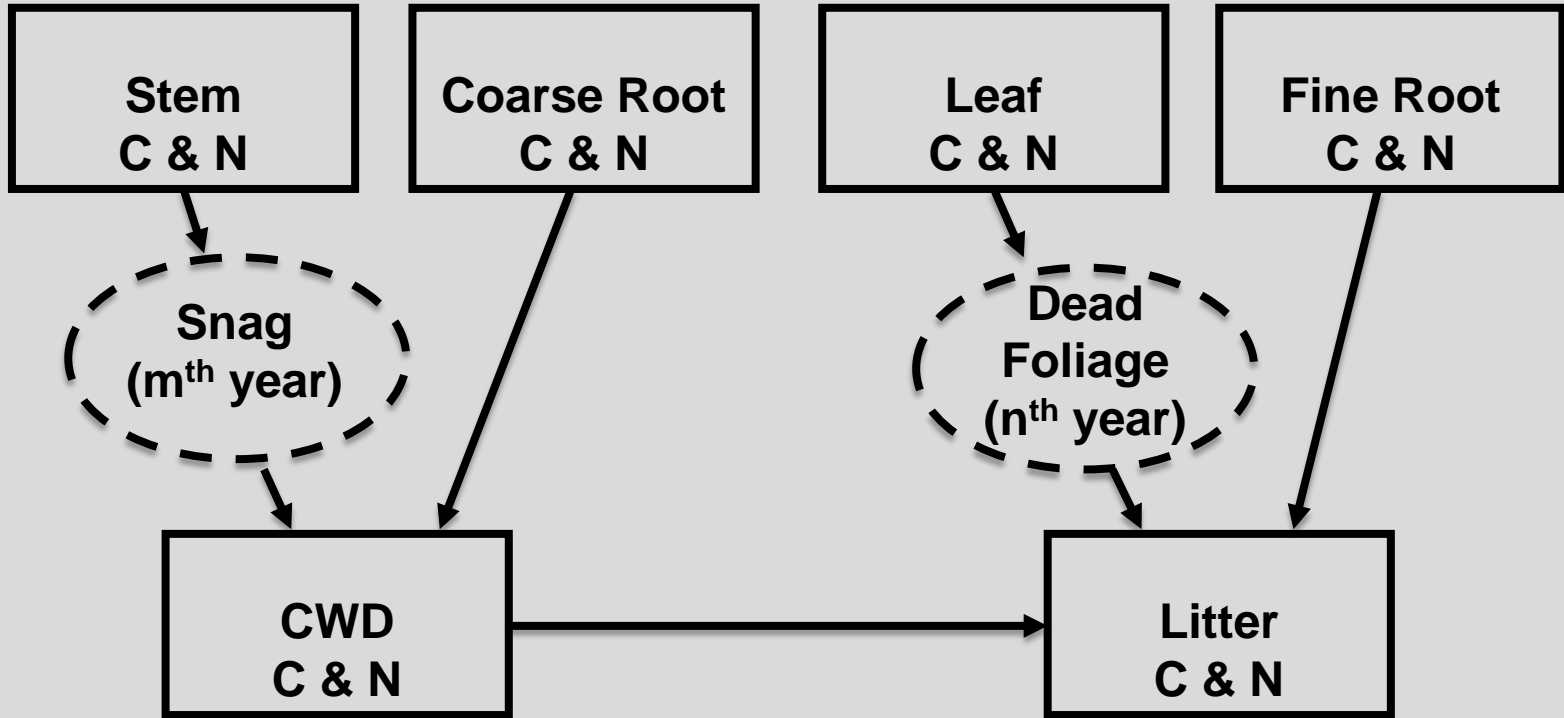 Stem
C & N
Coarse Root
C & N
Leaf
C & N
Fine Root
C & N
Snag
(mth year)
Dead
Foliage
(nth year)
CWD
C & N
Litter
C & N